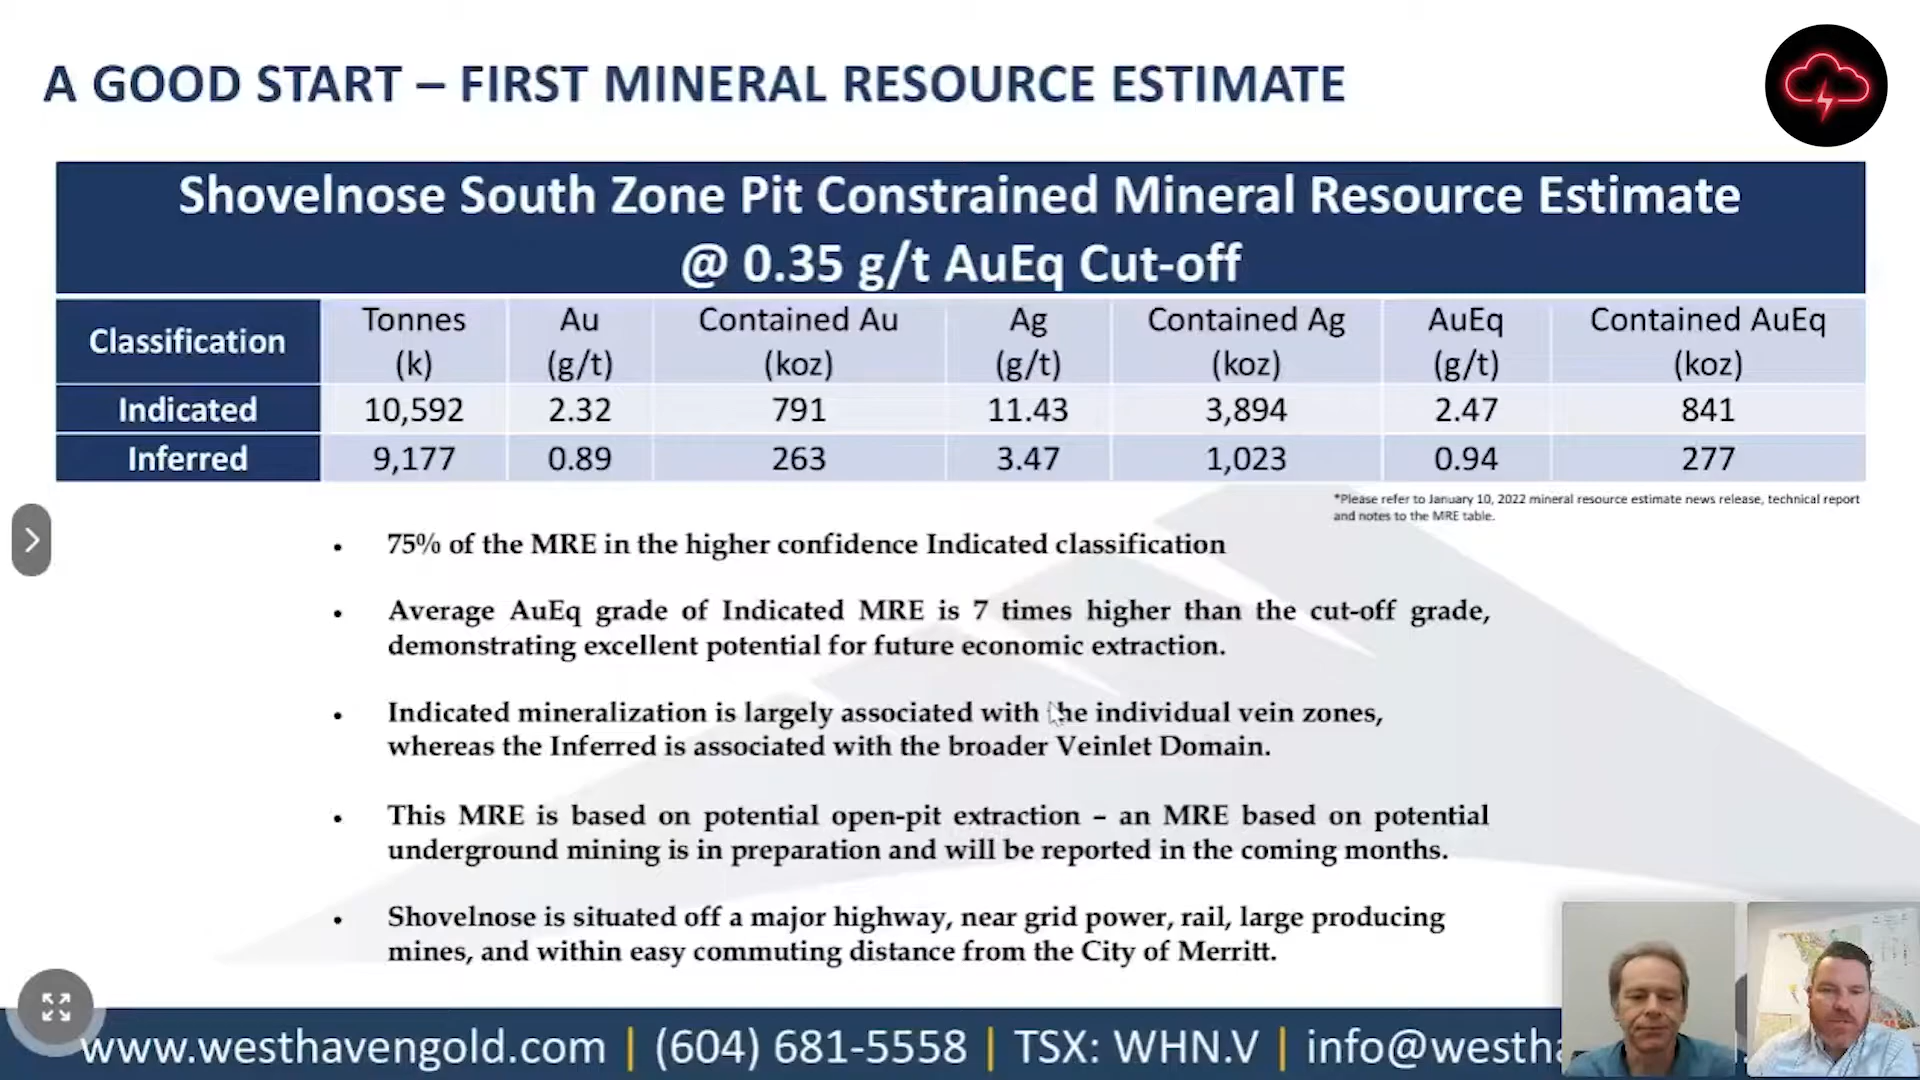 A GOOD START – FIRST MINERAL RESOURCE ESTIMATE
Shovelnose South Zone Pit Constrained Mineral Resource Estimate
@ 0.35 g/t AuEq Cut-off
Classification Tonnes (k) Au (g/t) Contained Au (koz) Ag (g/t) Contained Ag (koz) AuEq (g/t) Contained AuEq (koz)
Indicated 10,592 2.32 791 11.43 3,894 2.47 841
Inferred 9,177 0.89 263 3.47 1,023 0.94 277
*Please refer to January 10, 2022 mineral resource estimate news release, technical report
and notes to the MRE table.
• 75% of the MRE in the higher confidence Indicated classification
• Average AuEq grade of Indicated MRE is 7 times higher than the cut-off grade,
demonstrating excellent potential for future economic extraction.
• Indicated mineralization is largely associated with the individual vein zones,
whereas the Inferred is associated with the broader Veinlet Domain.
• This MRE is based on potential open-pit extraction – an MRE based on potential
underground mining is in preparation and will be reported in the coming months.
• Shovelnose is situated off a major highway, near grid power, rail, large producing
mines, and within easy commuting distance from the City of Merritt.
www.westhavengold.com | (604) 681-5558 | TSX: WHN.V | info@westha